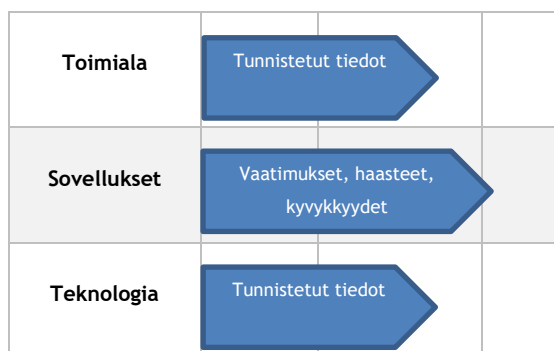 Toimiala
Tunnistetut tiedot
Sovellukset
Vaatimukset, haasteet,
kyvykkyydet
Teknologia
Tunnistetut tiedot